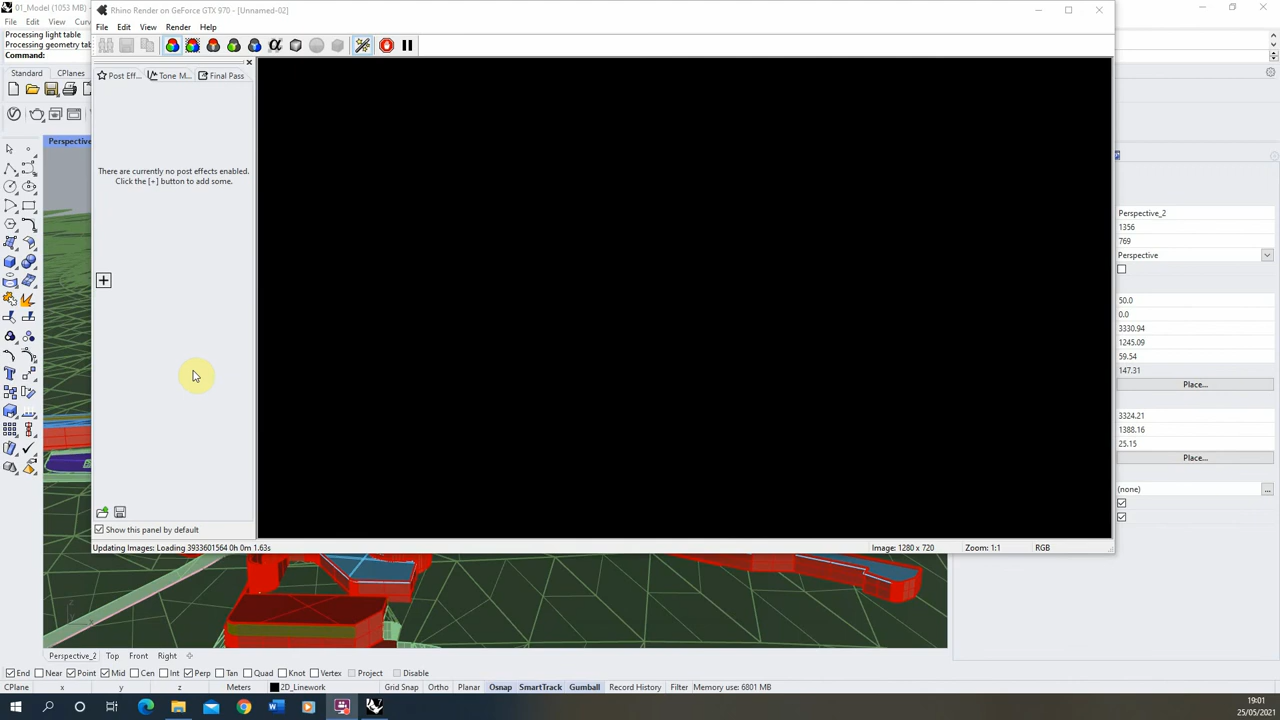 01_Model (1053 MB)
File Edit View Curv
Processing light table
Processing geometry tab
Command:
Standard CPlanes
Perspective
Rhino Render on GeForce GTX 970 - [Unnamed-02]
File Edit View Render Help
Post Eff... Tone M... Final Pass
There are currently no post effects enabled.
Click the [+] button to add some.
Show this panel by default
Updating Images: Loading 3933601564 0h 0m 1.63s
Image: 1280 x 720 Zoom: 1:1 RGB
Perspective_2
1356
769
Perspective
50.0
0.0
3330.94
1245.09
59.54
147.31
Place...
3324.21
1388.16
25.15
Place...
(none) ...
Perspective_2 Top Front Right
End Near Point Mid Cen Int Perp Tan Quad Knot Vertex Project Disable
CPlane x y z Meters 2D_Linework Grid Snap Ortho Planar Osnap SmartTrack Gumball Record History Filter Memory use: 6801 MB
19:01
25/05/2021